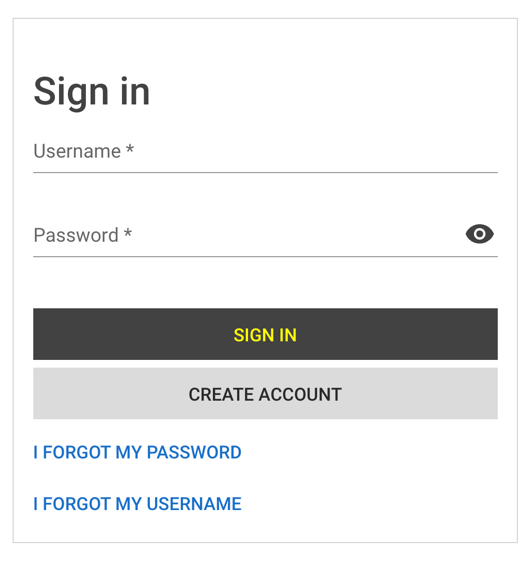 Sign in
Username *
Password *
SIGN IN
CREATE ACCOUNT
I FORGOT MY PASSWORD
I FORGOT MY USERNAME